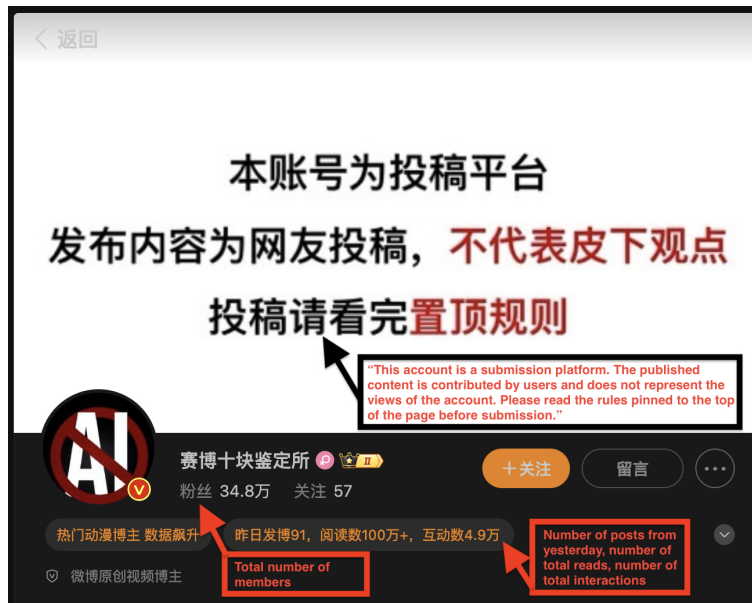 返回
本账号为投稿平台
发布内容为网友投稿，不代表皮下观点
投稿请看完置顶规则
“This account is a submission platform. The published
content is contributed by users and does not represent the
views of the account. Please read the rules pinned to the top
of the page before submission.”
AI
赛博十块鉴定所 II
粉丝 34.8万 关注 57
＋关注
留言
热门动漫博主 数据飙升
昨日发博91，阅读数100万+，互动数4.9万
Total number of
members
Number of posts from
yesterday, number of
total reads, number of
total interactions
微博原创视频博主